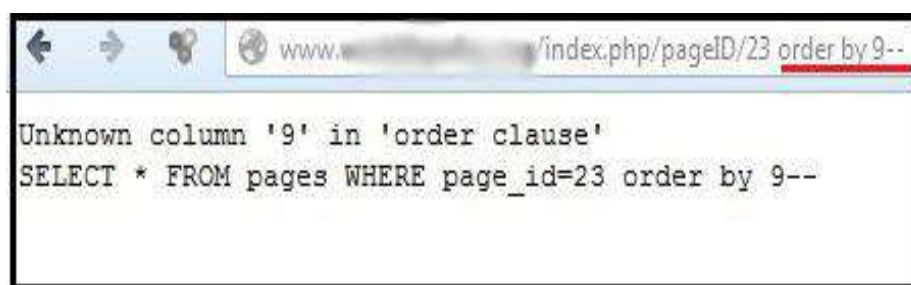 www. /index.php/pageID/23 order by 9--
Unknown column '9' in 'order clause'
SELECT * FROM pages WHERE page_id=23 order by 9--